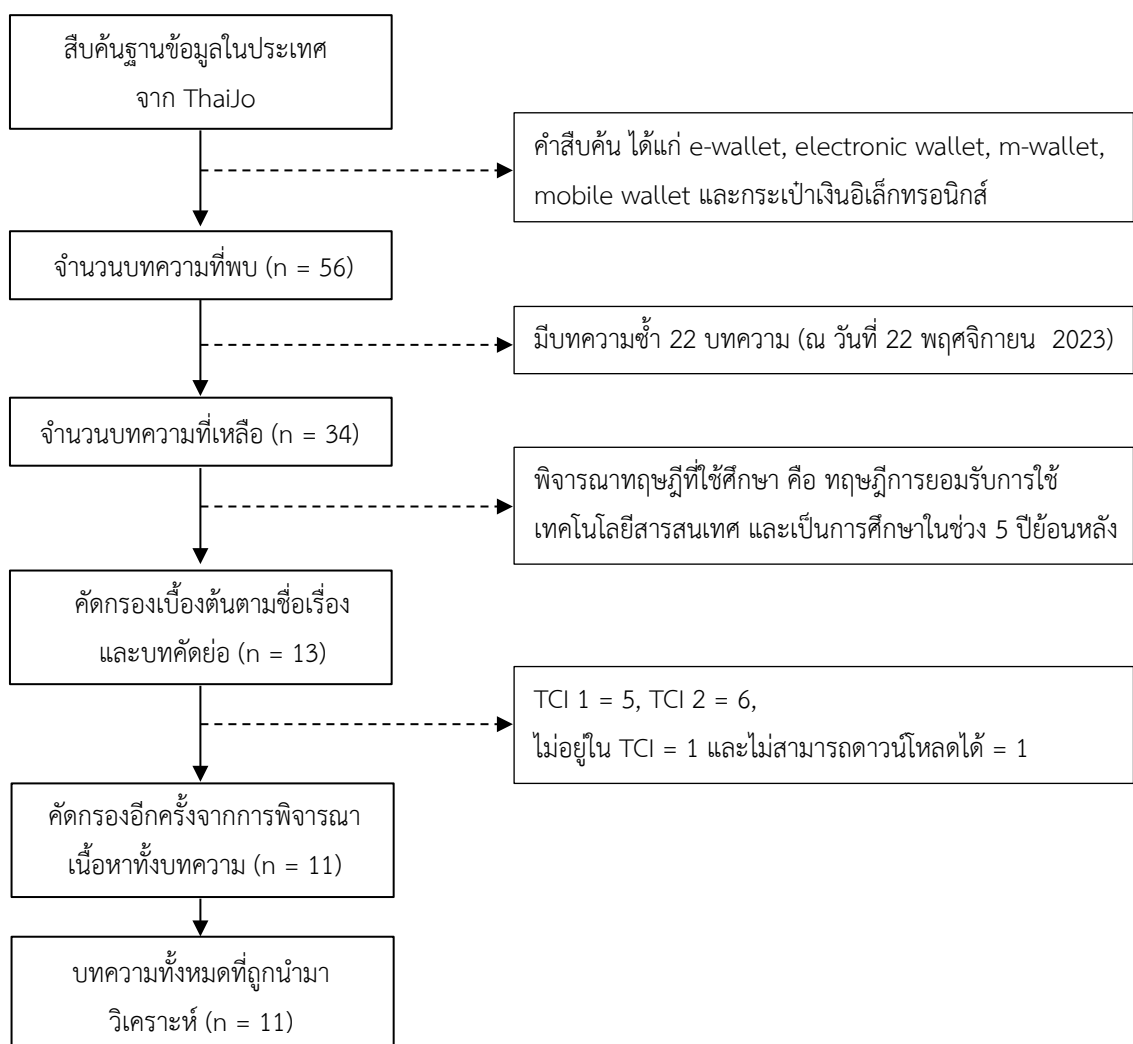 สืบค้นฐานข้อมูลในประเทศ
จาก ThaiJo
คำสืบค้น ได้แก่ e-wallet, electronic wallet, m-wallet,
mobile wallet และกระเป๋าเงินอิเล็กทรอนิกส์
จำนวนบทความที่พบ (n = 56)
มีบทความซ้ำ 22 บทความ (ณ วันที่ 22 พฤศจิกายน 2023)
จำนวนบทความที่เหลือ (n = 34)
พิจารณาทฤษฎีที่ใช้ศึกษา คือ ทฤษฎีการยอมรับการใช้
เทคโนโลยีสารสนเทศ และเป็นการศึกษาในช่วง 5 ปีย้อนหลัง
คัดกรองเบื้องต้นตามชื่อเรื่อง
และบทคัดย่อ (n = 13)
TCI 1 = 5, TCI 2 = 6,
ไม่อยู่ใน TCI = 1 และไม่สามารถดาวน์โหลดได้ = 1
คัดกรองอีกครั้งจากการพิจารณา
เนื้อหาทั้งบทความ (n = 11)
บทความทั้งหมดที่ถูกนำมา
วิเคราะห์ (n = 11)